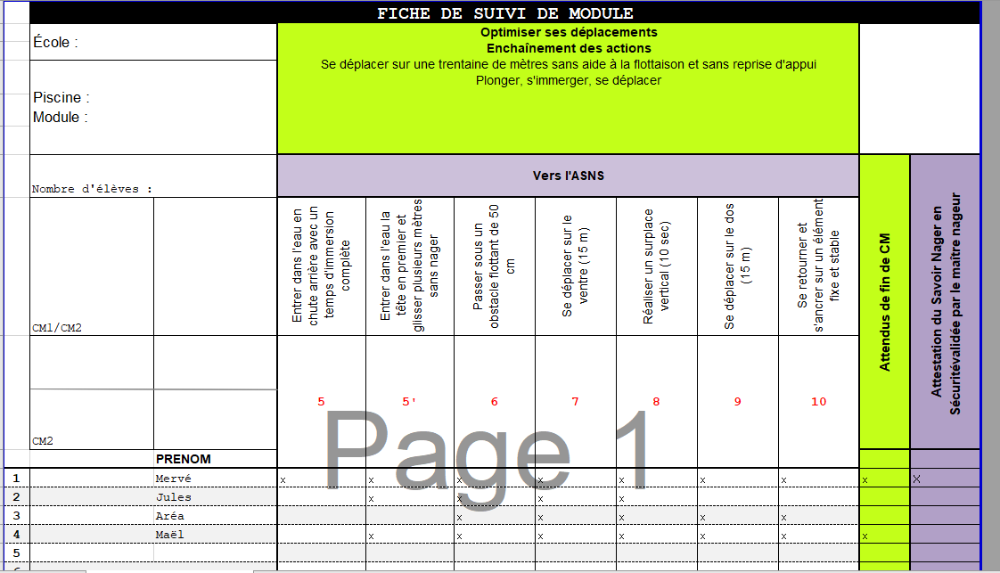 FICHE DE SUIVI DE MODULE
École :
Optimiser ses déplacements
Enchaînement des actions
Se déplacer sur une trentaine de mètres sans aide à la flottaison et sans reprise d'appui
Plonger, s'immerger, se déplacer
Piscine :
Module :
Nombre d'élèves :
Vers l'ASNS
CM1/CM2
Entrer dans l'eau en
chute arrière avec un
temps d'immersion
complète
Entrer dans l'eau la
tête en premier et
glisser plusieurs mètres
sans nager
Passer sous un
obstacle flottant de 50
cm
Se déplacer sur le
ventre (15 m)
Réaliser un surplace
vertical (10 sec)
Se déplacer sur le dos
(15 m)
Se retourner et
s'ancrer sur un élément
fixe et stable
Attendus de fin de CM
Attestation du Savoir Nager en
Sécuritévalidée par le maître nageur
5 5' 6 7 8 9 10
CM2
Page 1
PRENOM
1 Mervé x x x x x x x x X
2 Jules x x x x
3 Aréa x x x x x
4 Maël x x x x x x x
5